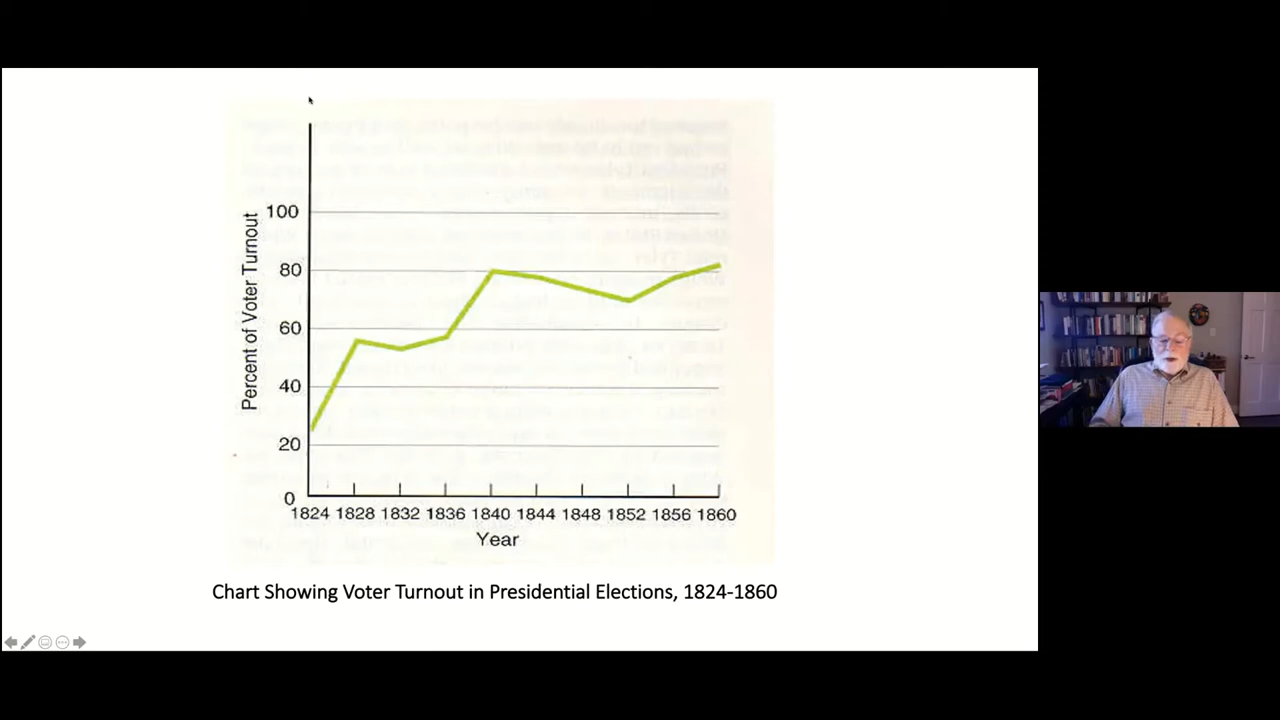 Percent of Voter Turnout
100
80
60
40
20
0
1824 1828 1832 1836 1840 1844 1848 1852 1856 1860
Year
Chart Showing Voter Turnout in Presidential Elections, 1824-1860